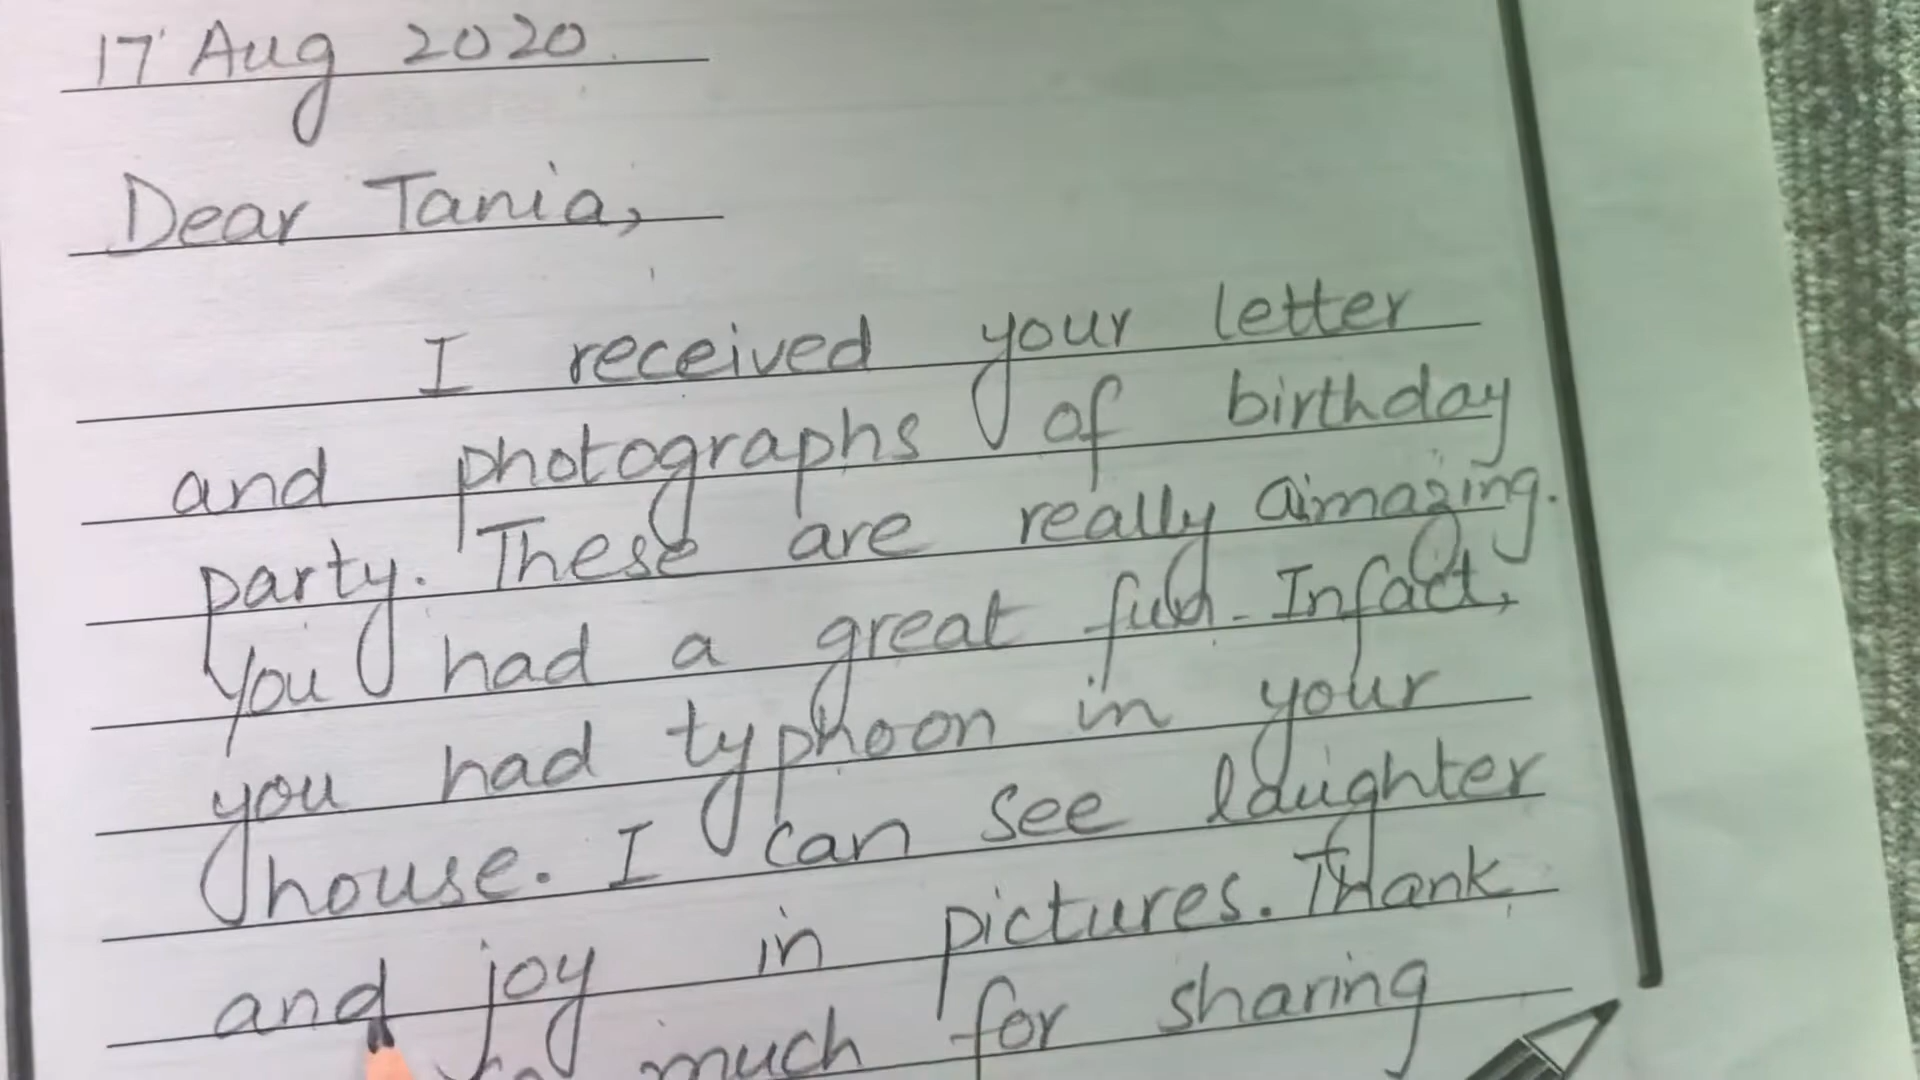 17 Aug 2020
Dear Tania,
I received your letter
and photographs of birthday
party. These are really aimazing.
You had a great fun. Infact,
you had typhoon in your
house. I can see laughter
and joy in pictures. Thank
much for sharing